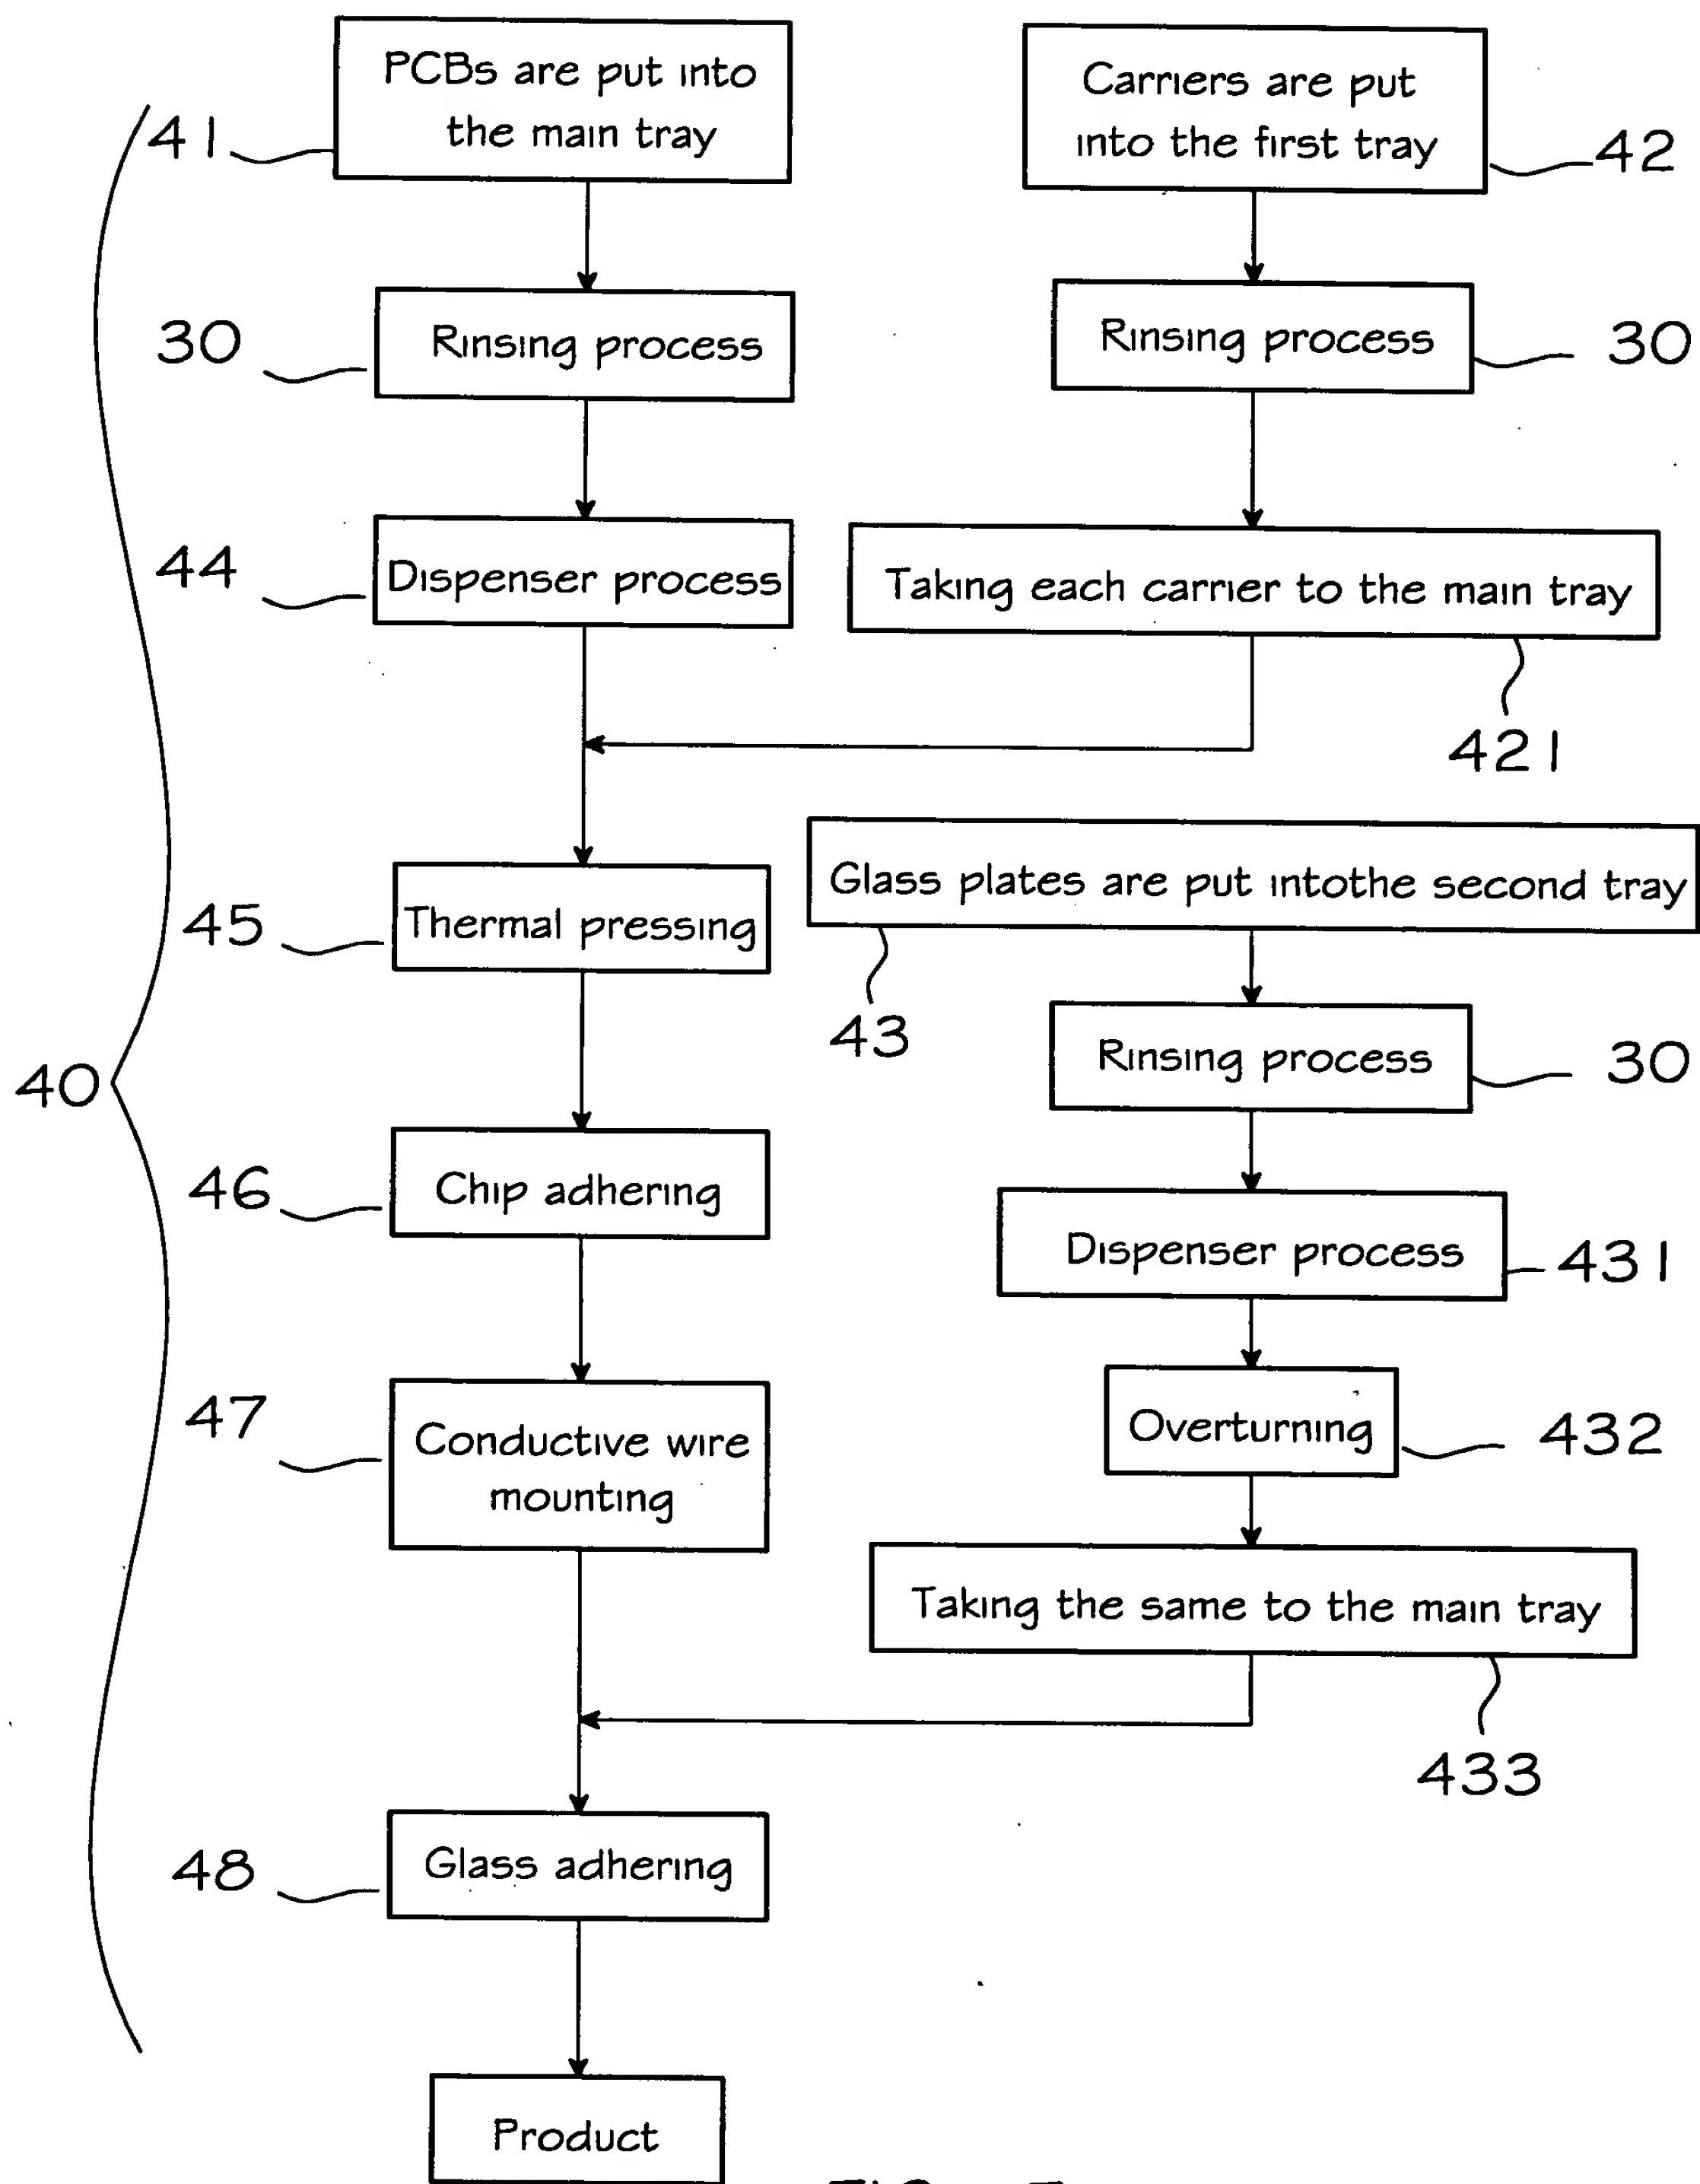 PCBs are put into
the main tray
41
Carriers are put
into the first tray
42
Rinsing process
30
Rinsing process
30
Dispenser process
44
Taking each carrier to the main tray
421
Thermal pressing
45
Glass plates are put intothe second tray
43
Rinsing process
30
40
Chip adhering
46
Dispenser process
431
Conductive wire
mounting
47
Overturning
432
Taking the same to the main tray
433
Glass adhering
48
Product